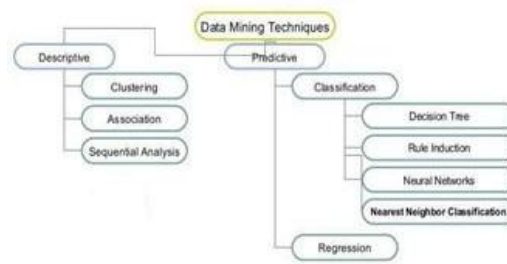 Data Mining Techniques
Descriptive
Predictive
Clustering
Classification
Association
Decision Tree
Sequential Analysis
Rule Induction
Neural Networks
Nearest Neighbor Classification
Regression